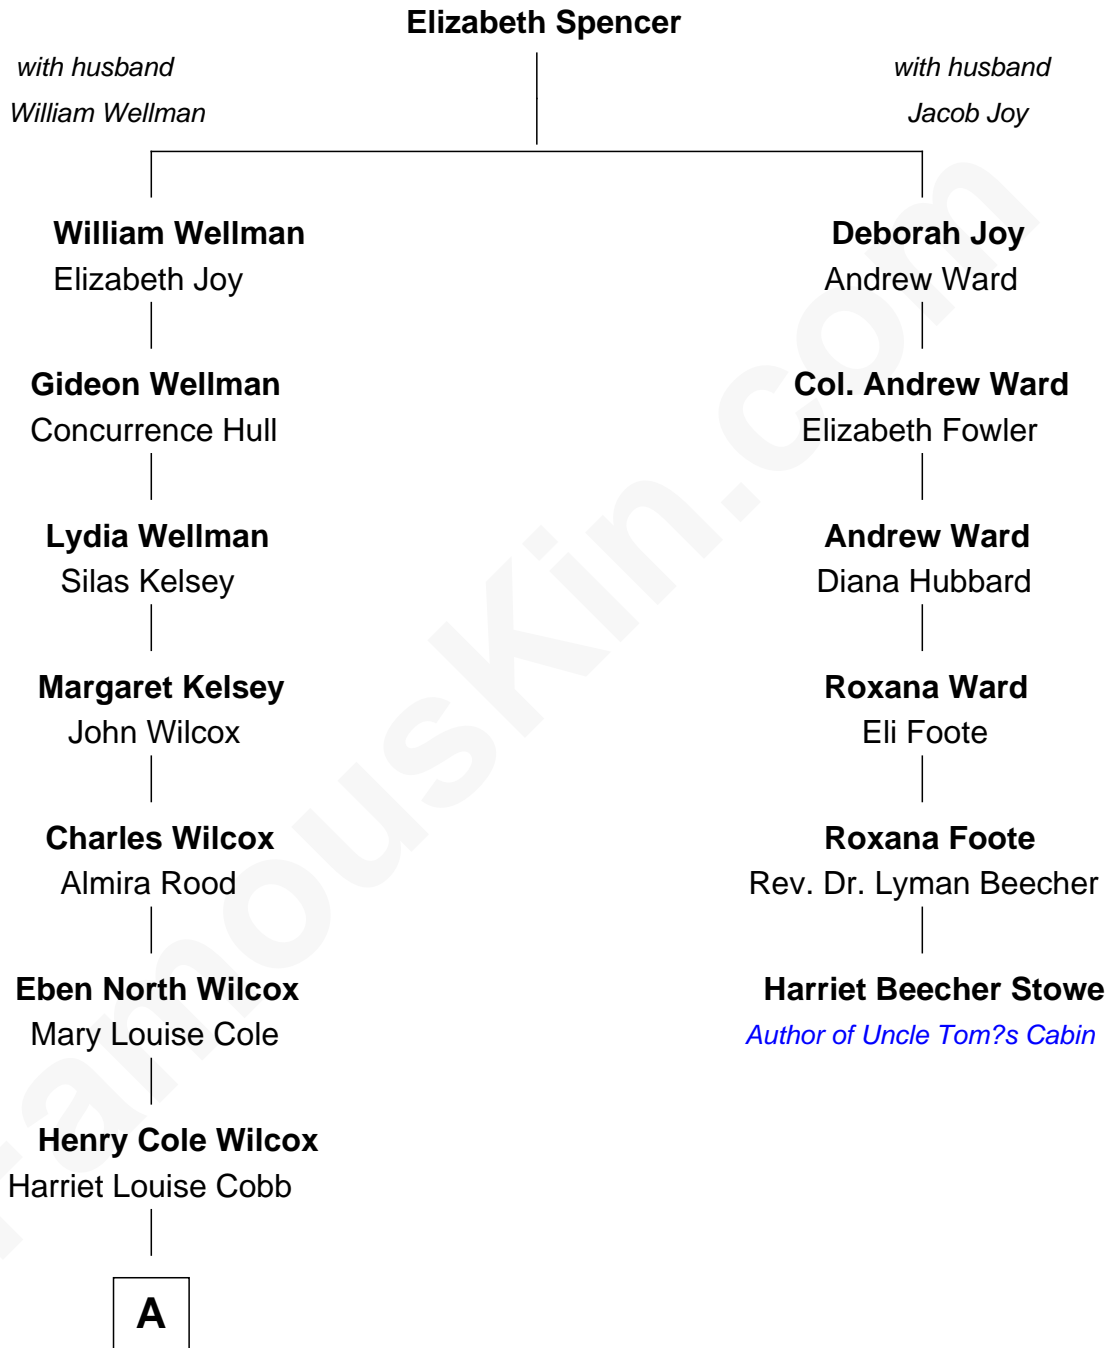 Elizabeth Spencer
with husband
William Wellman
with husband
Jacob Joy
William Wellman
Elizabeth Joy
Deborah Joy
Andrew Ward
Gideon Wellman
Concurrence Hull
Col. Andrew Ward
Elizabeth Fowler
Lydia Wellman
Silas Kelsey
Andrew Ward
Diana Hubbard
Margaret Kelsey
John Wilcox
Roxana Ward
Eli Foote
Charles Wilcox
Almira Rood
Roxana Foote
Rev. Dr. Lyman Beecher
Eben North Wilcox
Mary Louise Cole
Harriet Beecher Stowe
Author of Uncle Tom?s Cabin
Henry Cole Wilcox
Harriet Louise Cobb
A
FamousKin.com